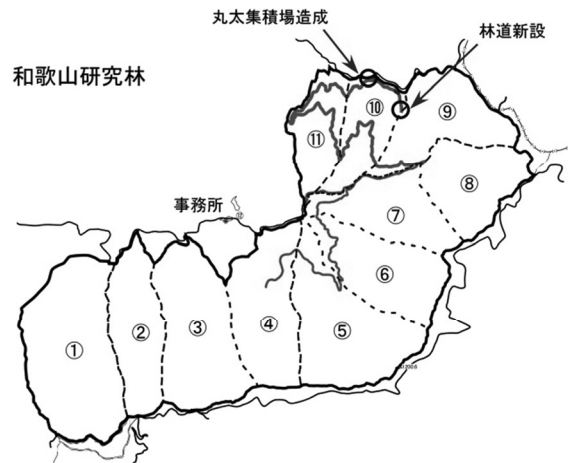 丸太集積場造成
林道新設
和歌山研究林
⑩
⑨
⑪
⑧
事務所
⑦
⑥
④
⑤
③
②
①